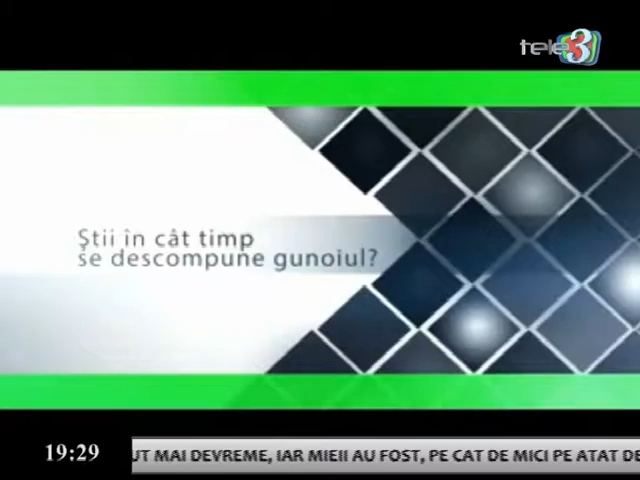 tele3
Ştii în cât timp
se descompune gunoiul?
19:29
UT MAI DEVREME, IAR MIEII AU FOST, PE CAT DE MICI PE ATAT DE